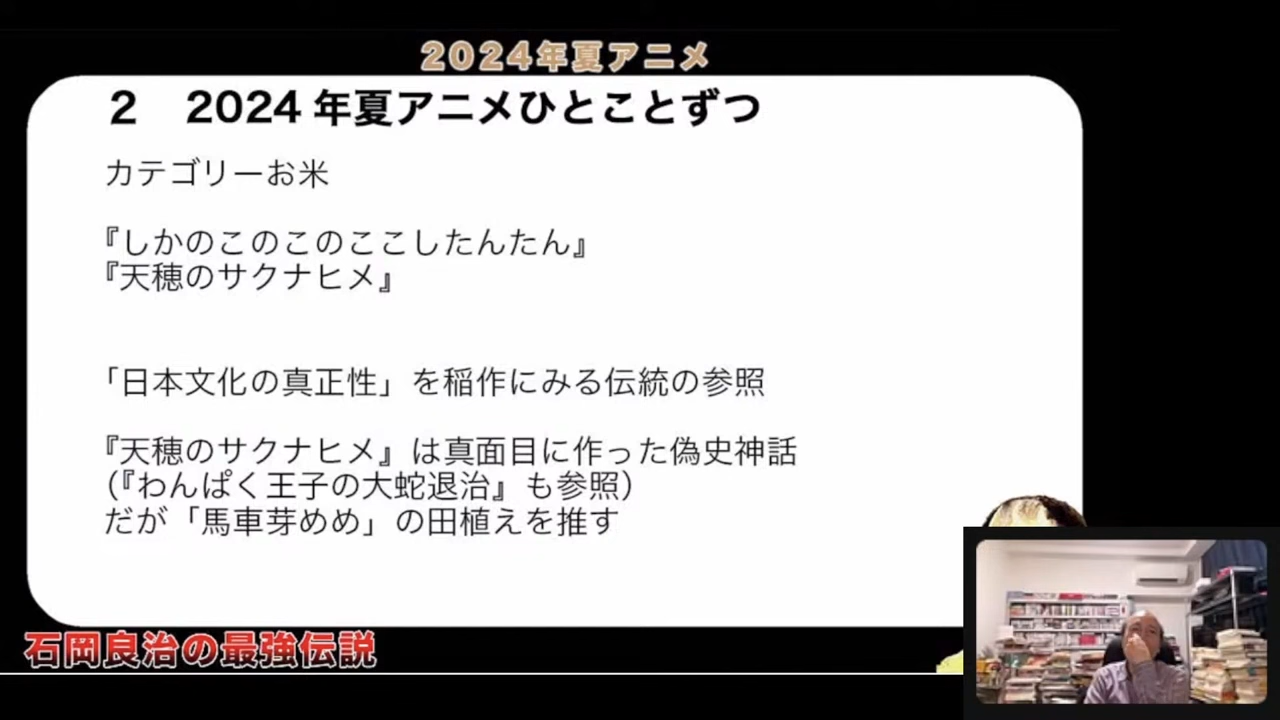 2024年夏アニメ
2 2024年夏アニメひとことずつ
カテゴリーお米
『しかのこのこのここしたんたん』
『天穂のサクナヒメ』
「日本文化の真正性」を稲作にみる伝統の参照
『天穂のサクナヒメ』は真面目に作った偽史神話
(『わんぱく王子の大蛇退治』も参照)
だが「馬車芽めめ」の田植えを推す
石岡良治の最強伝説